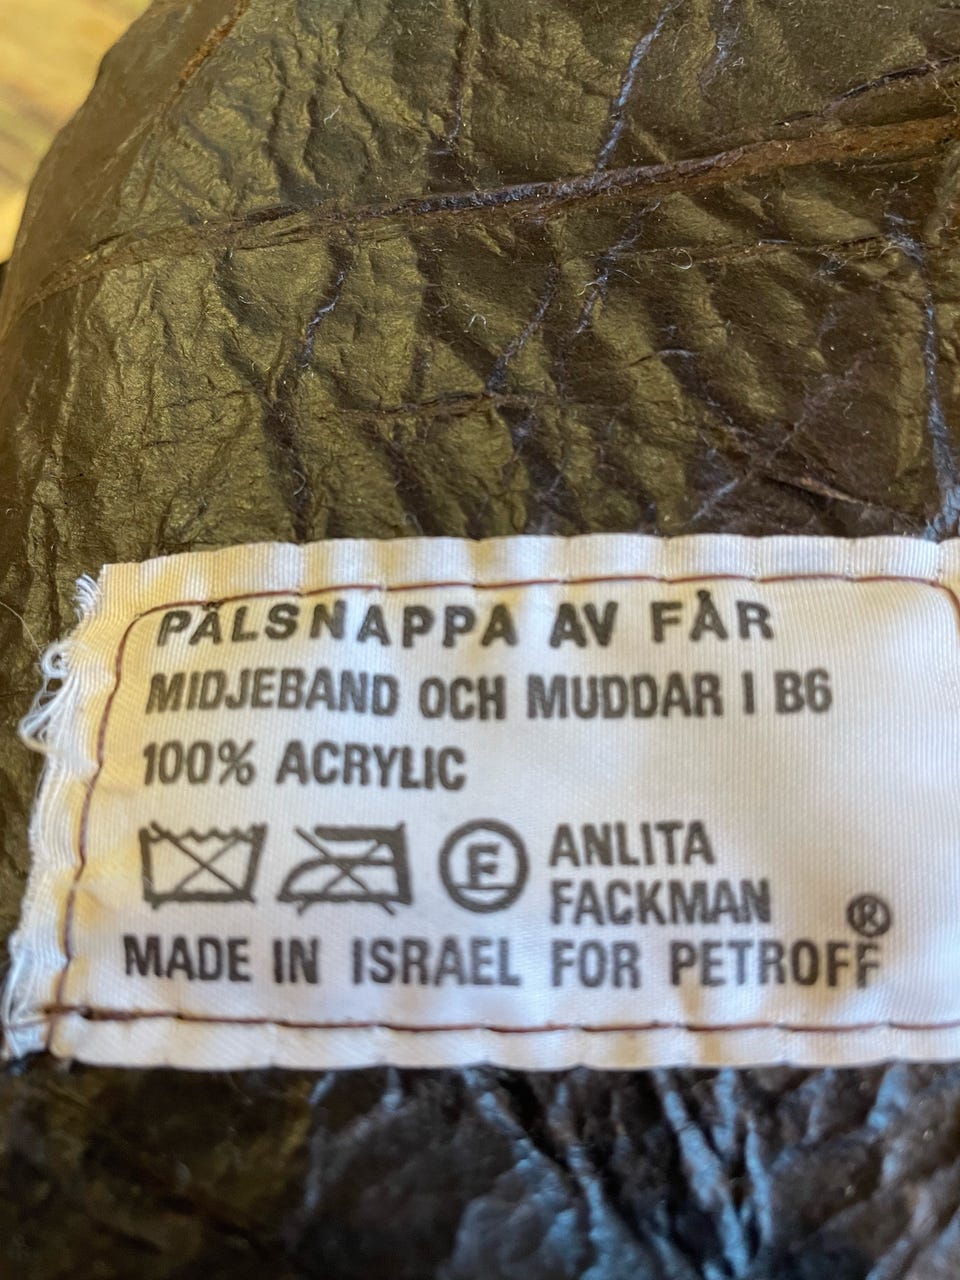 PÄLSNAPPA AV FÅR
MIDJEBAND OCH MUDDAR I B6
100% ACRYLIC
F ANLITA
FACKMAN
MADE IN ISRAEL FOR PETROFF ®